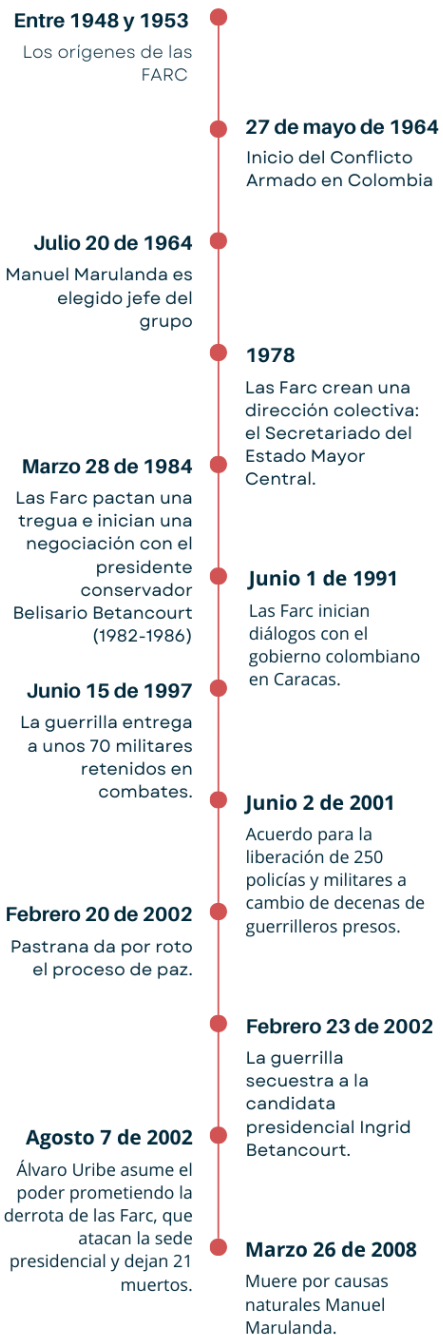 Entre 1948 y 1953
Los orígenes de las
FARC
27 de mayo de 1964
Inicio del Conflicto
Armado en Colombia
Julio 20 de 1964
Manuel Marulanda es
elegido jefe del
grupo
1978
Las Farc crean una
dirección colectiva:
el Secretariado del
Estado Mayor
Central.
Marzo 28 de 1984
Las Farc pactan una
tregua e inician una
negociación con el
presidente
conservador
Belisario Betancourt
(1982-1986)
Junio 1 de 1991
Las Farc inician
diálogos con el
gobierno colombiano
en Caracas.
Junio 15 de 1997
La guerrilla entrega
a unos 70 militares
retenidos en
combates.
Junio 2 de 2001
Acuerdo para la
liberación de 250
policías y militares a
cambio de decenas de
guerrilleros presos.
Febrero 20 de 2002
Pastrana da por roto
el proceso de paz.
Febrero 23 de 2002
La guerrilla
secuestra a la
candidata
presidencial Ingrid
Betancourt.
Agosto 7 de 2002
Álvaro Uribe asume el
poder prometiendo la
derrota de las Farc, que
atacan la sede
presidencial y dejan 21
muertos.
Marzo 26 de 2008
Muere por causas
naturales Manuel
Marulanda.